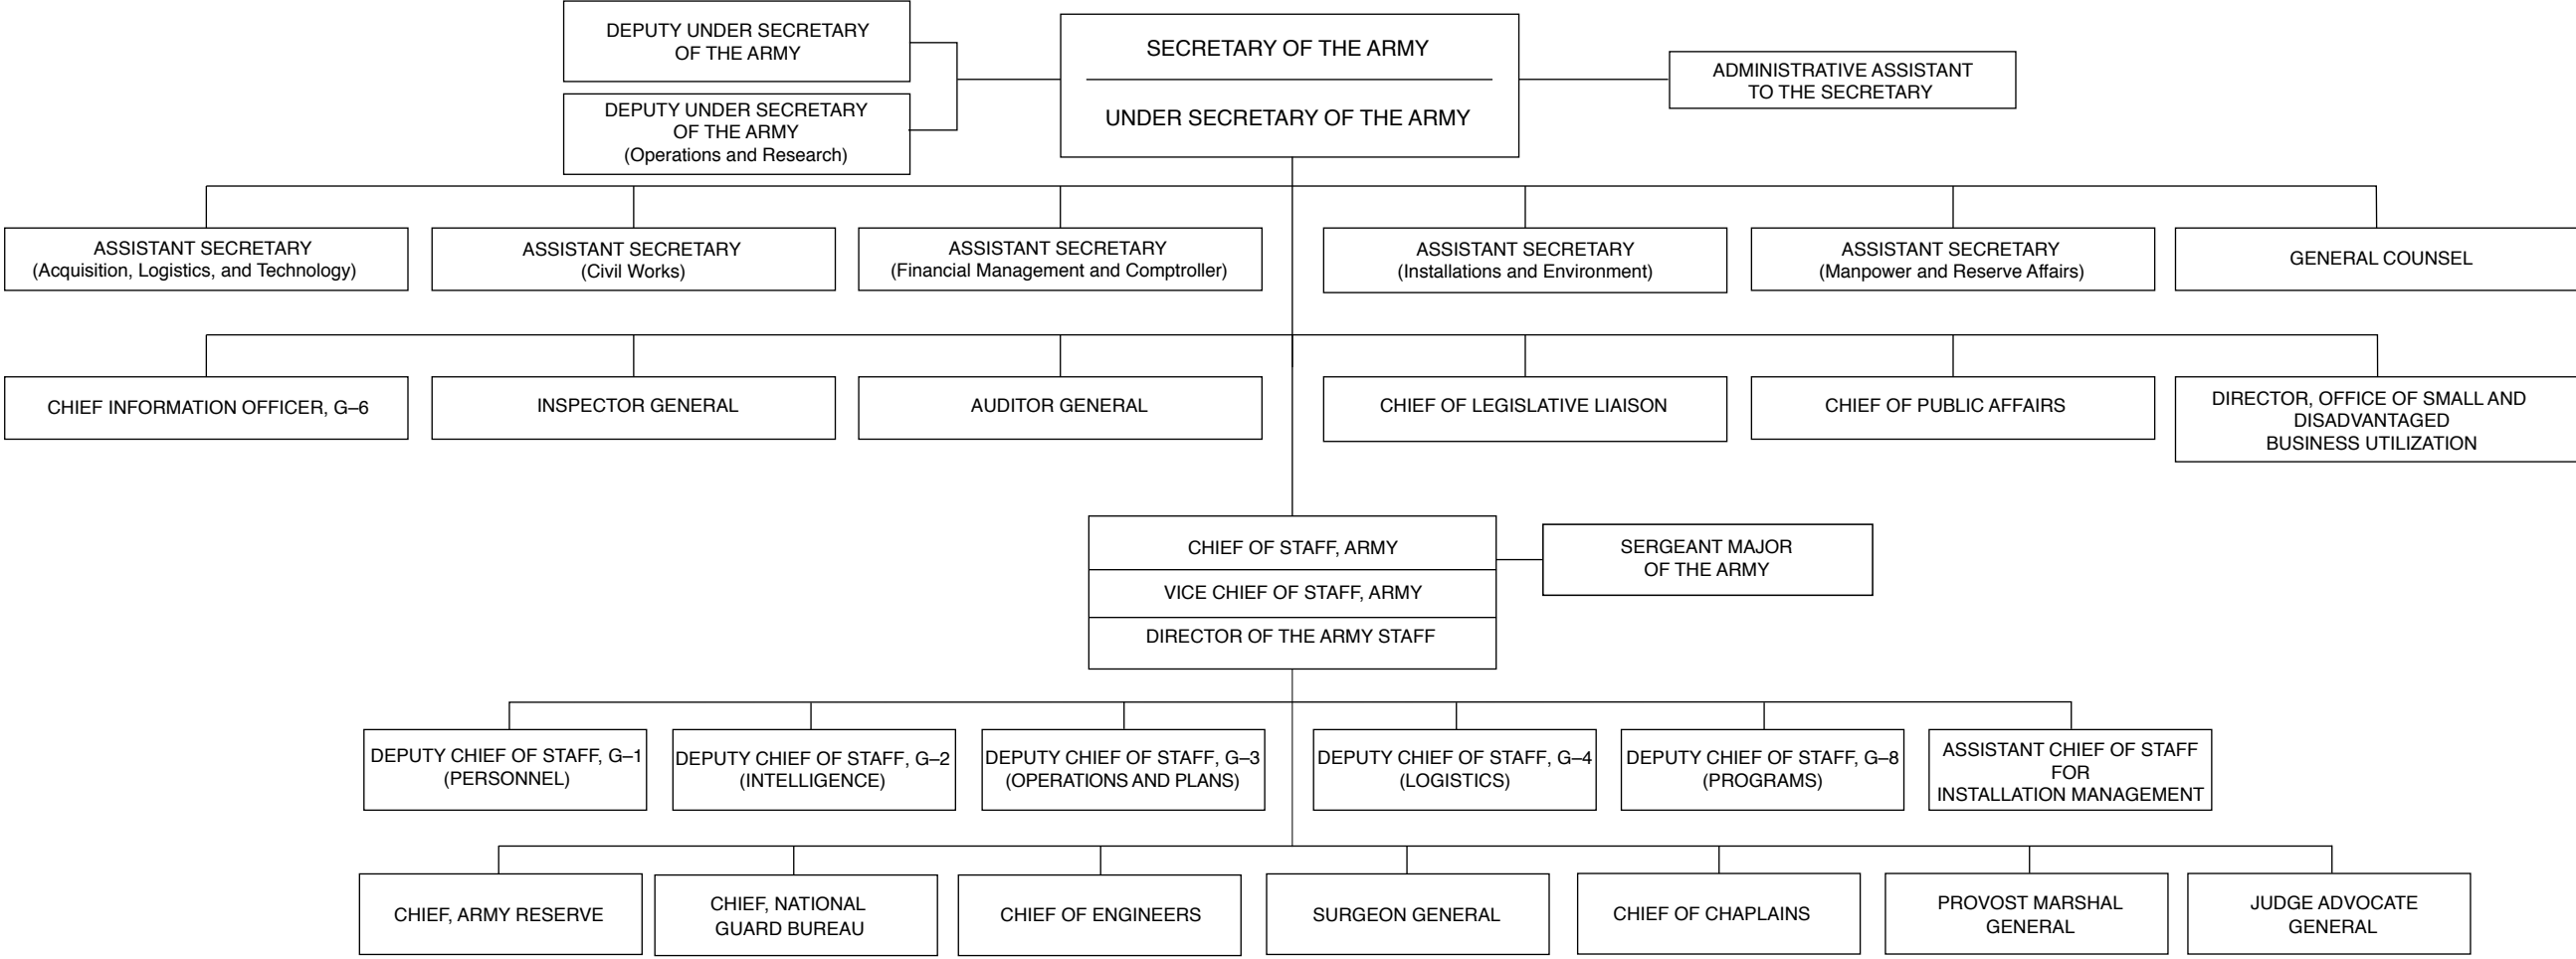 DEPUTY UNDER SECRETARY
OF THE ARMY
DEPUTY UNDER SECRETARY
OF THE ARMY
(Operations and Research)
SECRETARY OF THE ARMY
UNDER SECRETARY OF THE ARMY
ADMINISTRATIVE ASSISTANT
TO THE SECRETARY
ASSISTANT SECRETARY
(Acquisition, Logistics, and Technology)
ASSISTANT SECRETARY
(Civil Works)
ASSISTANT SECRETARY
(Financial Management and Comptroller)
ASSISTANT SECRETARY
(Installations and Environment)
ASSISTANT SECRETARY
(Manpower and Reserve Affairs)
GENERAL COUNSEL
CHIEF INFORMATION OFFICER, G–6
INSPECTOR GENERAL
AUDITOR GENERAL
CHIEF OF LEGISLATIVE LIAISON
CHIEF OF PUBLIC AFFAIRS
DIRECTOR, OFFICE OF SMALL AND
DISADVANTAGED
BUSINESS UTILIZATION
CHIEF OF STAFF, ARMY
VICE CHIEF OF STAFF, ARMY
DIRECTOR OF THE ARMY STAFF
SERGEANT MAJOR
OF THE ARMY
DEPUTY CHIEF OF STAFF, G–1
(PERSONNEL)
DEPUTY CHIEF OF STAFF, G–2
(INTELLIGENCE)
DEPUTY CHIEF OF STAFF, G–3
(OPERATIONS AND PLANS)
DEPUTY CHIEF OF STAFF, G–4
(LOGISTICS)
DEPUTY CHIEF OF STAFF, G–8
(PROGRAMS)
ASSISTANT CHIEF OF STAFF
FOR
INSTALLATION MANAGEMENT
CHIEF, ARMY RESERVE
CHIEF, NATIONAL
GUARD BUREAU
CHIEF OF ENGINEERS
SURGEON GENERAL
CHIEF OF CHAPLAINS
PROVOST MARSHAL
GENERAL
JUDGE ADVOCATE
GENERAL